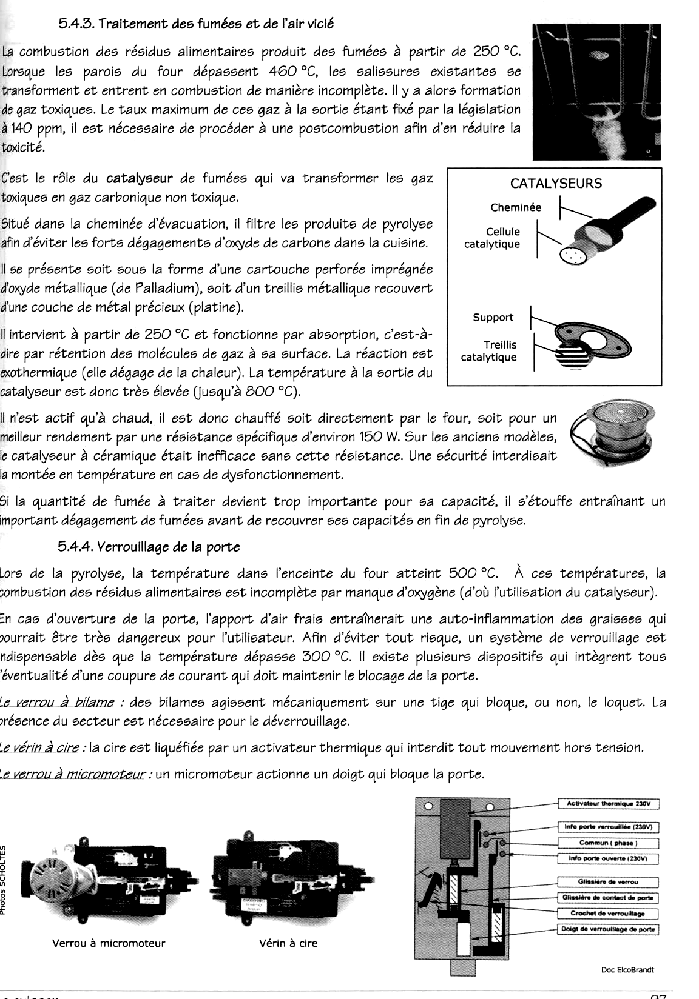 5.4.3. Traitement des fumées et de l'air vicié
La combustion des résidus alimentaires produit des fumées à partir de 250 °C.
Lorsque les parois du four dépassent 460 °C, les salissures existantes se
transforment et entrent en combustion de manière incomplète. Il y a alors formation
de gaz toxiques. Le taux maximum de ces gaz à la sortie étant fixé par la législation
à 140 ppm, il est nécessaire de procéder à une postcombustion afin d'en réduire la
toxicité.
C'est le rôle du catalyseur de fumées qui va transformer les gaz
toxiques en gaz carbonique non toxique.
Situé dans la cheminée d'évacuation, il filtre les produits de pyrolyse
afin d'éviter les forts dégagements d'oxyde de carbone dans la cuisine.
Il se présente soit sous la forme d'une cartouche perforée imprégnée
d'oxyde métallique (de Palladium), soit d'un treillis métallique recouvert
d'une couche de métal précieux (platine).
Il intervient à partir de 250 °C et fonctionne par absorption, c'est-à-
dire par rétention des molécules de gaz à sa surface. La réaction est
exothermique (elle dégage de la chaleur). La température à la sortie du
catalyseur est donc très élevée (jusqu'à 800 °C).
CATALYSEURS
Cheminée
Cellule
catalytique
Support
Treillis
catalytique
Il n'est actif qu'à chaud, il est donc chauffé soit directement par le four, soit pour un
meilleur rendement par une résistance spécifique d'environ 150 W. Sur les anciens modèles,
le catalyseur à céramique était inefficace sans cette résistance. Une sécurité interdisait
la montée en température en cas de dysfonctionnement.
Si la quantité de fumée à traiter devient trop importante pour sa capacité, il s'étouffe entraînant un
important dégagement de fumées avant de recouvrer ses capacités en fin de pyrolyse.
5.4.4. Verrouillage de la porte
Lors de la pyrolyse, la température dans l'enceinte du four atteint 500 °C. À ces températures, la
combustion des résidus alimentaires est incomplète par manque d'oxygène (d'où l'utilisation du catalyseur).
En cas d'ouverture de la porte, l'apport d'air frais entraînerait une auto-inflammation des graisses qui
pourrait être très dangereux pour l'utilisateur. Afin d'éviter tout risque, un système de verrouillage est
indispensable dès que la température dépasse 300 °C. Il existe plusieurs dispositifs qui intègrent tous
l'éventualité d'une coupure de courant qui doit maintenir le blocage de la porte.
Le verrou à bilame : des bilames agissent mécaniquement sur une tige qui bloque, ou non, le loquet. La
présence du secteur est nécessaire pour le déverrouillage.
Le vérin à cire : la cire est liquéfiée par un activateur thermique qui interdit tout mouvement hors tension.
Le verrou à micromoteur : un micromoteur actionne un doigt qui bloque la porte.
Photos SCHOLTES
Verrou à micromoteur
Vérin à cire
Activateur thermique 230V
Info porte verrouillée (230V)
Commun ( phase )
Info porte ouverte (230V)
Glissière de verrou
Glissière de contact de porte
Crochet de verrouillage
Doigt de verrouillage de porte
Doc ElcoBrandt